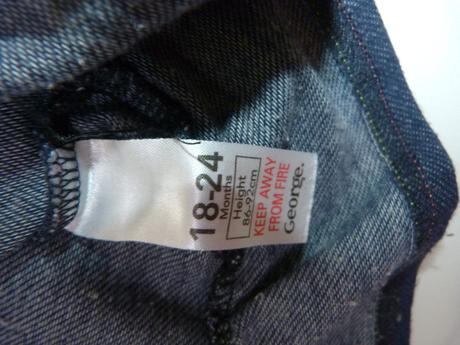 18-24
Months
Height
86-92cm
KEEP AWAY
FROM FIRE
George.